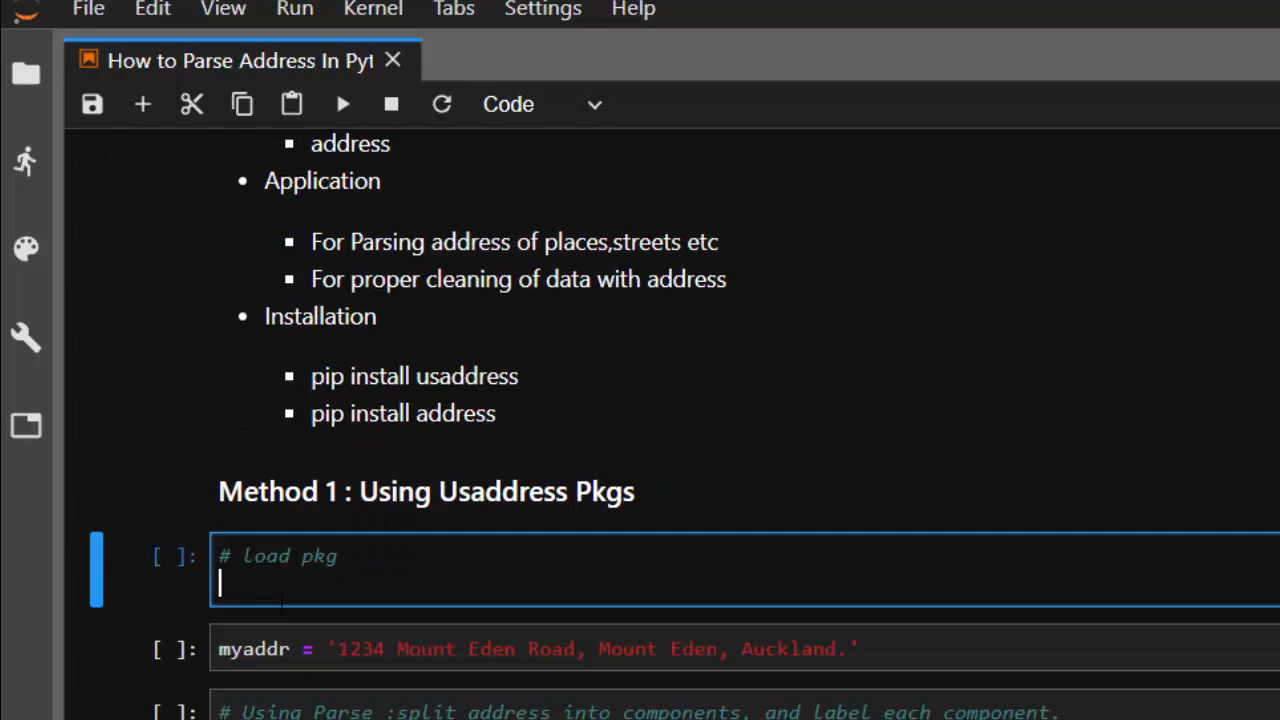 File Edit View Run Kernel Tabs Settings Help
How to Parse Address In Pyt
Code
address
Application
For Parsing address of places,streets etc
For proper cleaning of data with address
Installation
pip install usaddress
pip install address
Method 1 : Using Usaddress Pkgs
[ ]: # load pkg
[ ]: myaddr = '1234 Mount Eden Road, Mount Eden, Auckland.'
[ ]: # Using Parse :split address into components, and label each component.